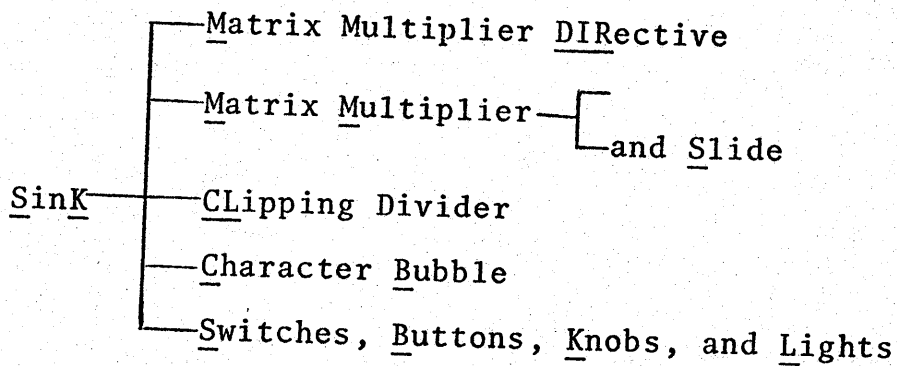 Matrix Multiplier DIRective
Matrix Multiplier
and Slide
SinK
CLipping Divider
Character Bubble
Switches, Buttons, Knobs, and Lights